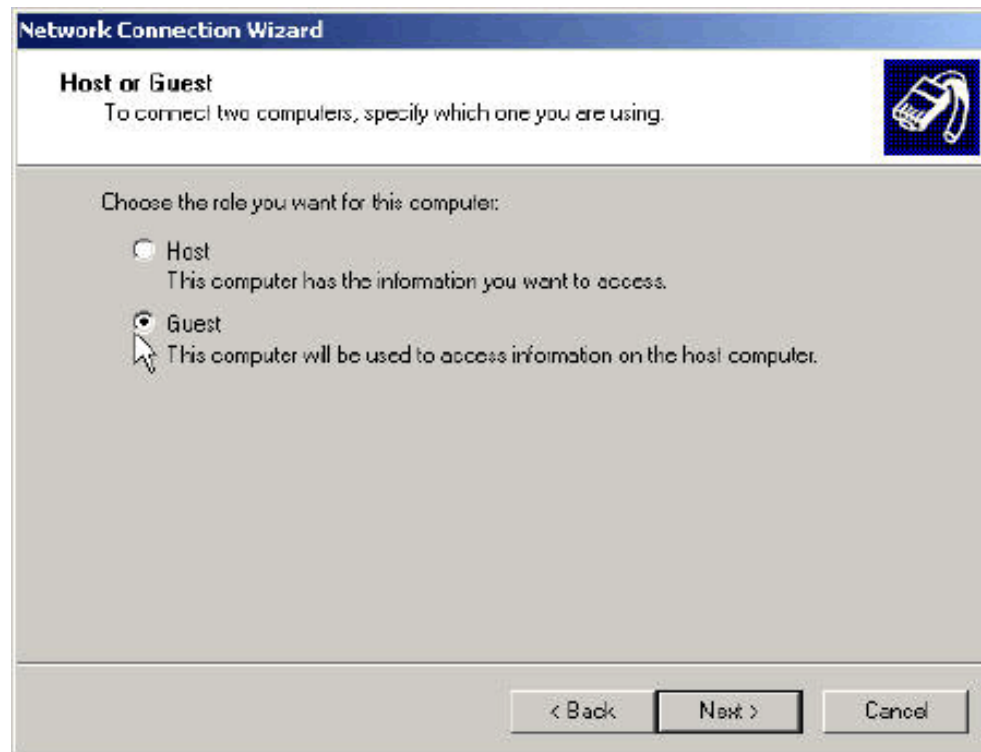 Network Connection Wizard
Host or Guest
To connect two computers, specify which one you are using.
Choose the role you want for this computer:
Host
This computer has the information you want to access.
Guest
This computer will be used to access information on the host computer.
< Back
Next >
Cancel